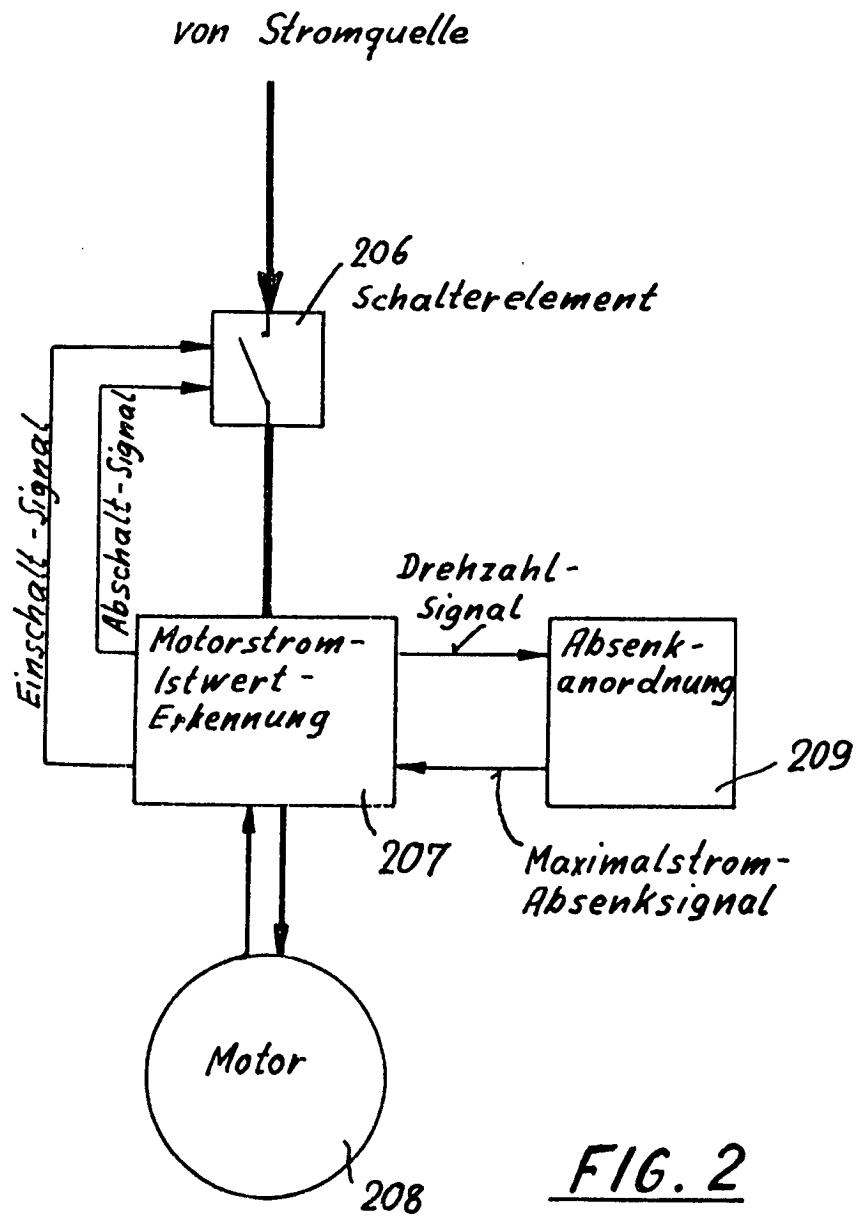 von Stromquelle
206
Schalterelement
Einschalt-Signal
Abschalt-Signal
Drehzahl-
Signal
Motorstrom-
Istwert-
Erkennung
Absenk-
anordnung
209
207
Maximalstrom-
Absenksignal
Motor
208
FIG. 2